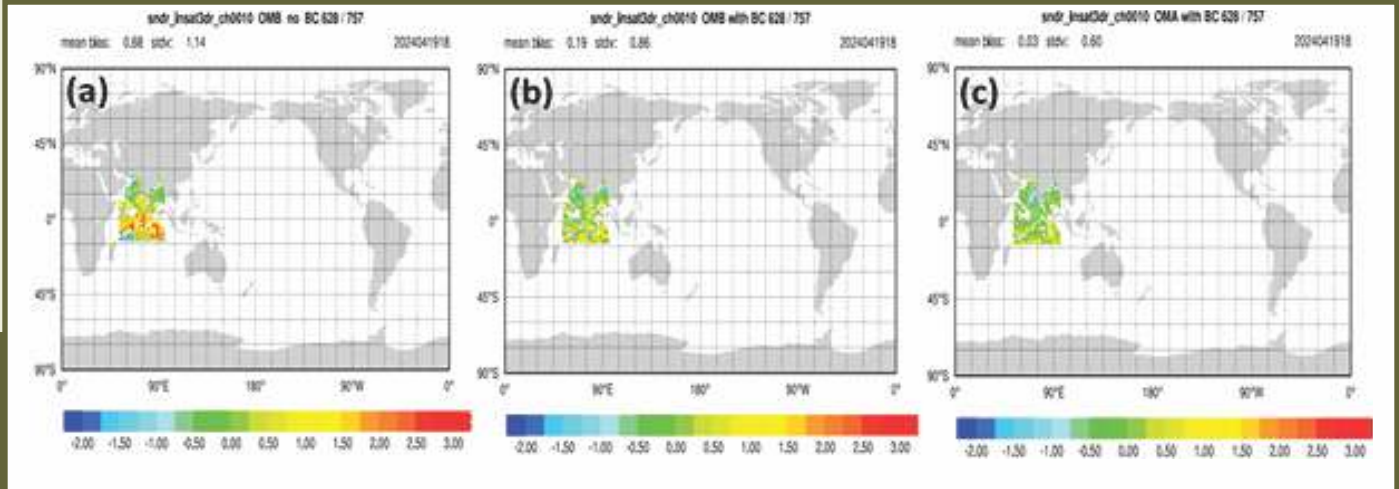 sndr_insat3dr_ch0010 OMB no BC 628 / 757
mean bias: 0.68 stdv: 1.14 2024041918
(a)
90°N
45°N
0°
45°S
90°S
0° 90°E 180° 90°W 0°
-2.00 -1.50 -1.00 -0.50 0.00 0.50 1.00 1.50 2.00 2.50 3.00
sndr_insat3dr_ch0010 OMB with BC 628 / 757
mean bias: 0.19 stdv: 0.86 2024041918
(b)
90°N
45°N
0°
45°S
90°S
0° 90°E 180° 90°W 0°
-2.00 -1.50 -1.00 -0.50 0.00 0.50 1.00 1.50 2.00 2.50 3.00
sndr_insat3dr_ch0010 OMA with BC 628 / 757
mean bias: 0.03 stdv: 0.60 2024041918
(c)
90°N
45°N
0°
45°S
90°S
0° 90°E 180° 90°W 0°
-2.00 -1.50 -1.00 -0.50 0.00 0.50 1.00 1.50 2.00 2.50 3.00